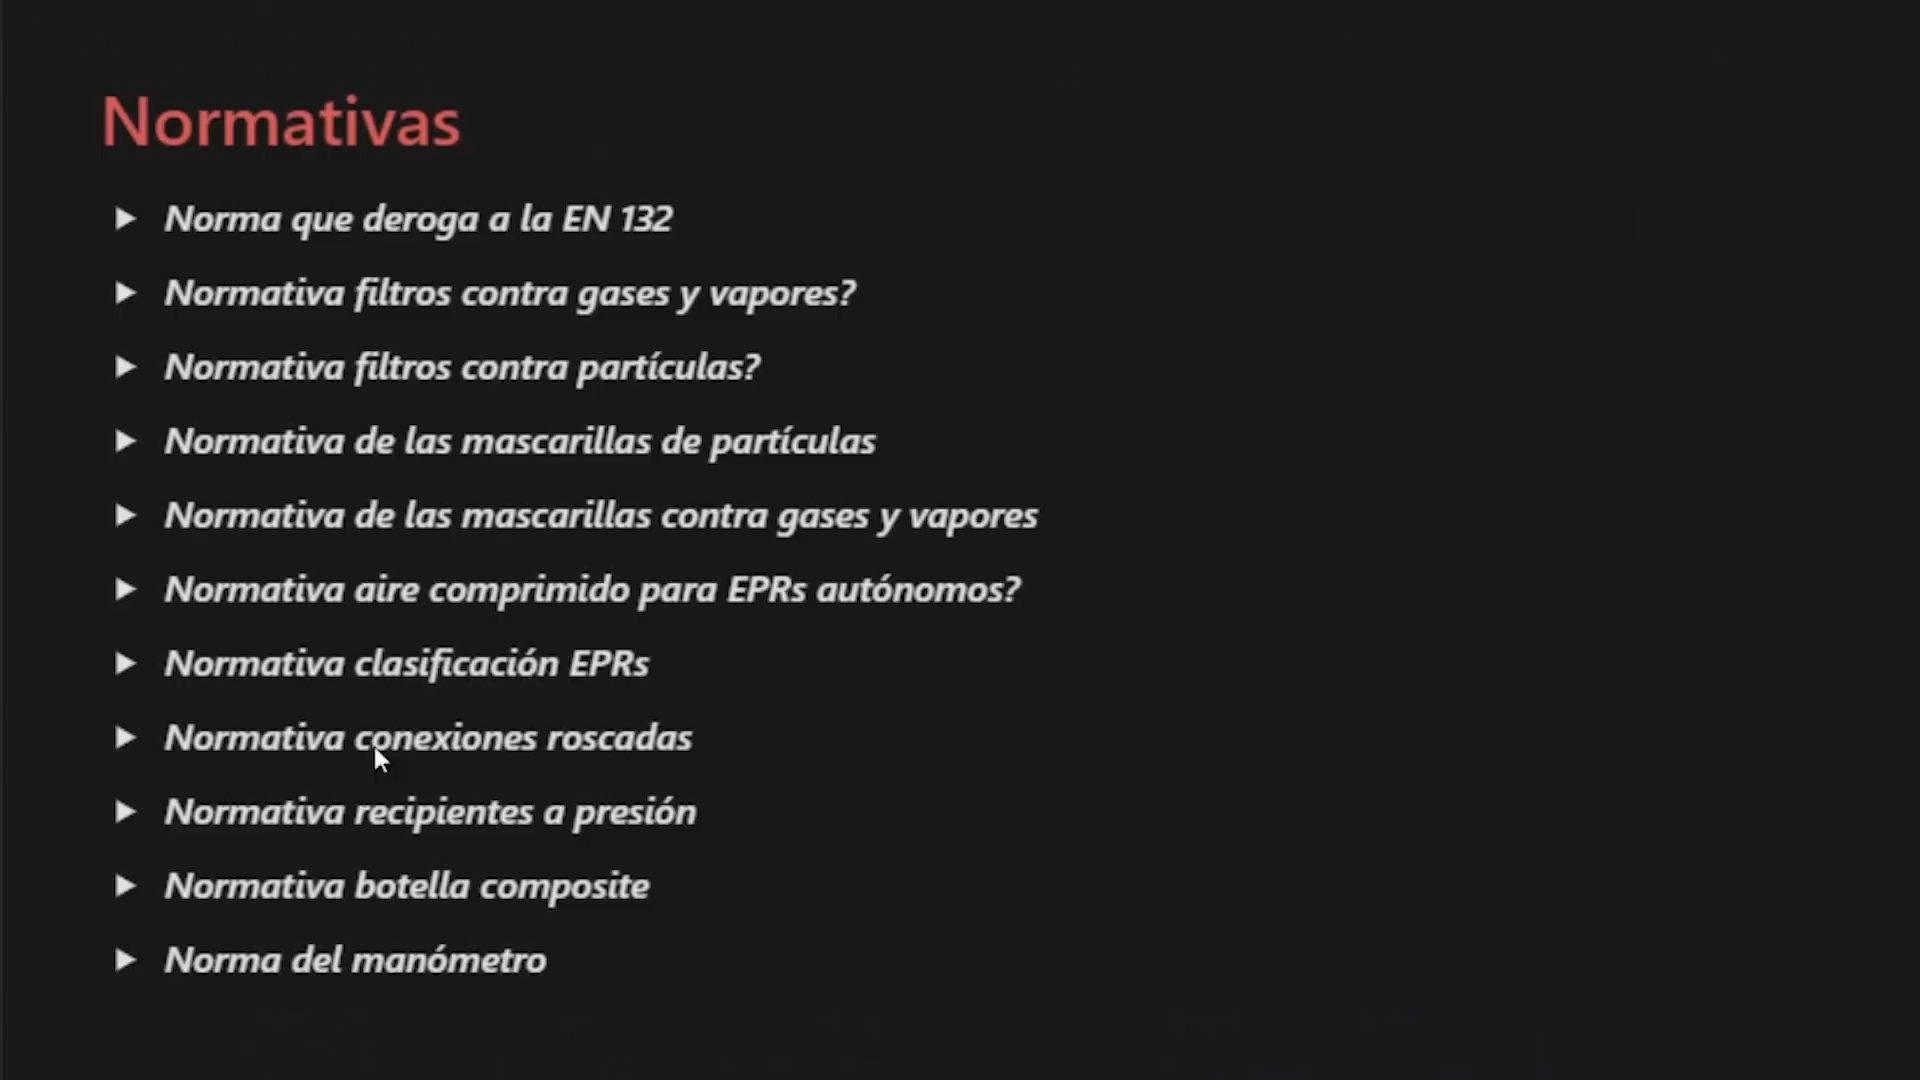 Normativas
Norma que deroga a la EN 132
Normativa filtros contra gases y vapores?
Normativa filtros contra partículas?
Normativa de las mascarillas de partículas
Normativa de las mascarillas contra gases y vapores
Normativa aire comprimido para EPRs autónomos?
Normativa clasificación EPRs
Normativa conexiones roscadas
Normativa recipientes a presión
Normativa botella composite
Norma del manómetro